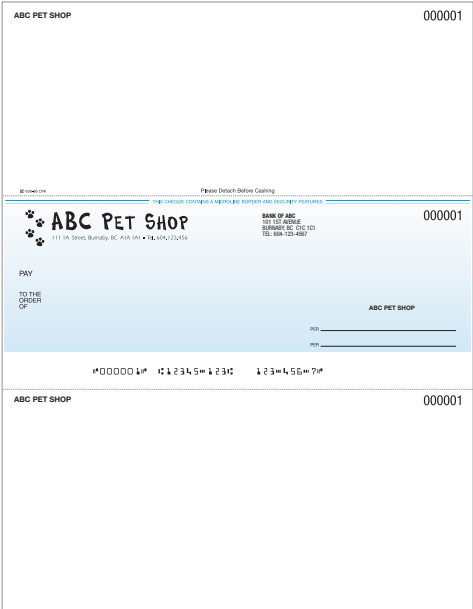 ABC PET SHOP 000001
Please Detach Before Cashing
THIS CHEQUE CONTAINS A MICROLINE BORDER AND SECURITY FEATURES
ABC PET SHOP
111 1A Street, Burnaby, BC A1A 1A1 • Tel, 604,123,456
BANK OF ABC
101 1ST AVENUE
BURNABY, BC C1C 1C1
TEL: 604-123-4567
000001
PAY
TO THE
ORDER
OF
ABC PET SHOP
PER
PER
⑈000001⑈ ⑆12345⑉123⑆ 123⑉456⑉7⑈
ABC PET SHOP 000001